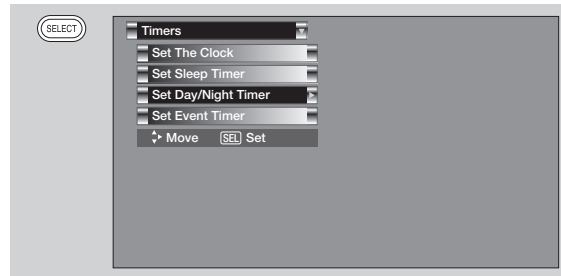 SELECT
Timers
Set The Clock
Set Sleep Timer
Set Day/Night Timer
Set Event Timer
Move SEL Set